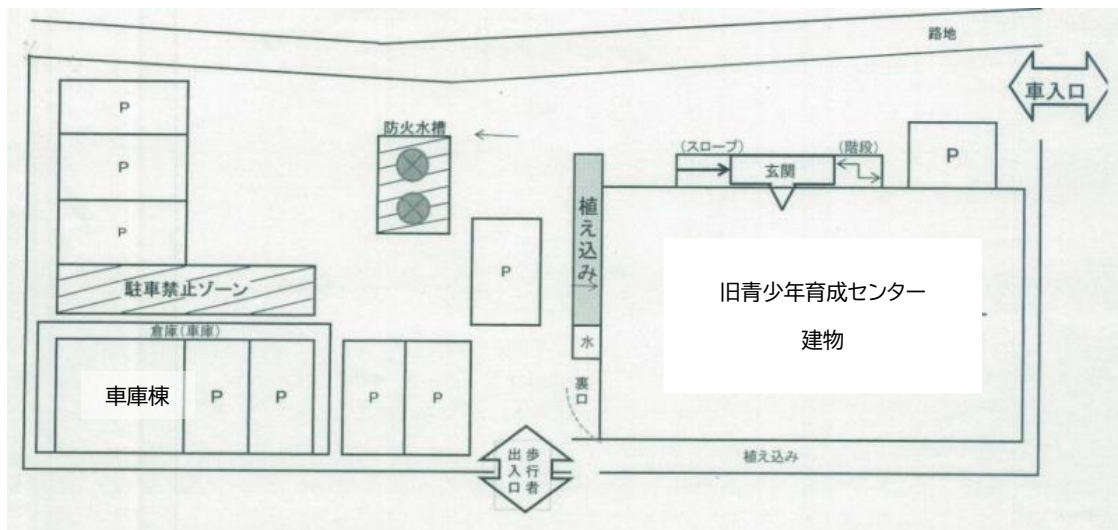 路地
車入口
P
防火水槽
(スロープ)
玄関
(階段)
P
P
植え込み
P
P
駐車禁止ゾーン
旧青少年育成センター
建物
倉庫(車庫)
水
車庫棟
P
P
P
P
裏口
植え込み
歩行者
出入口